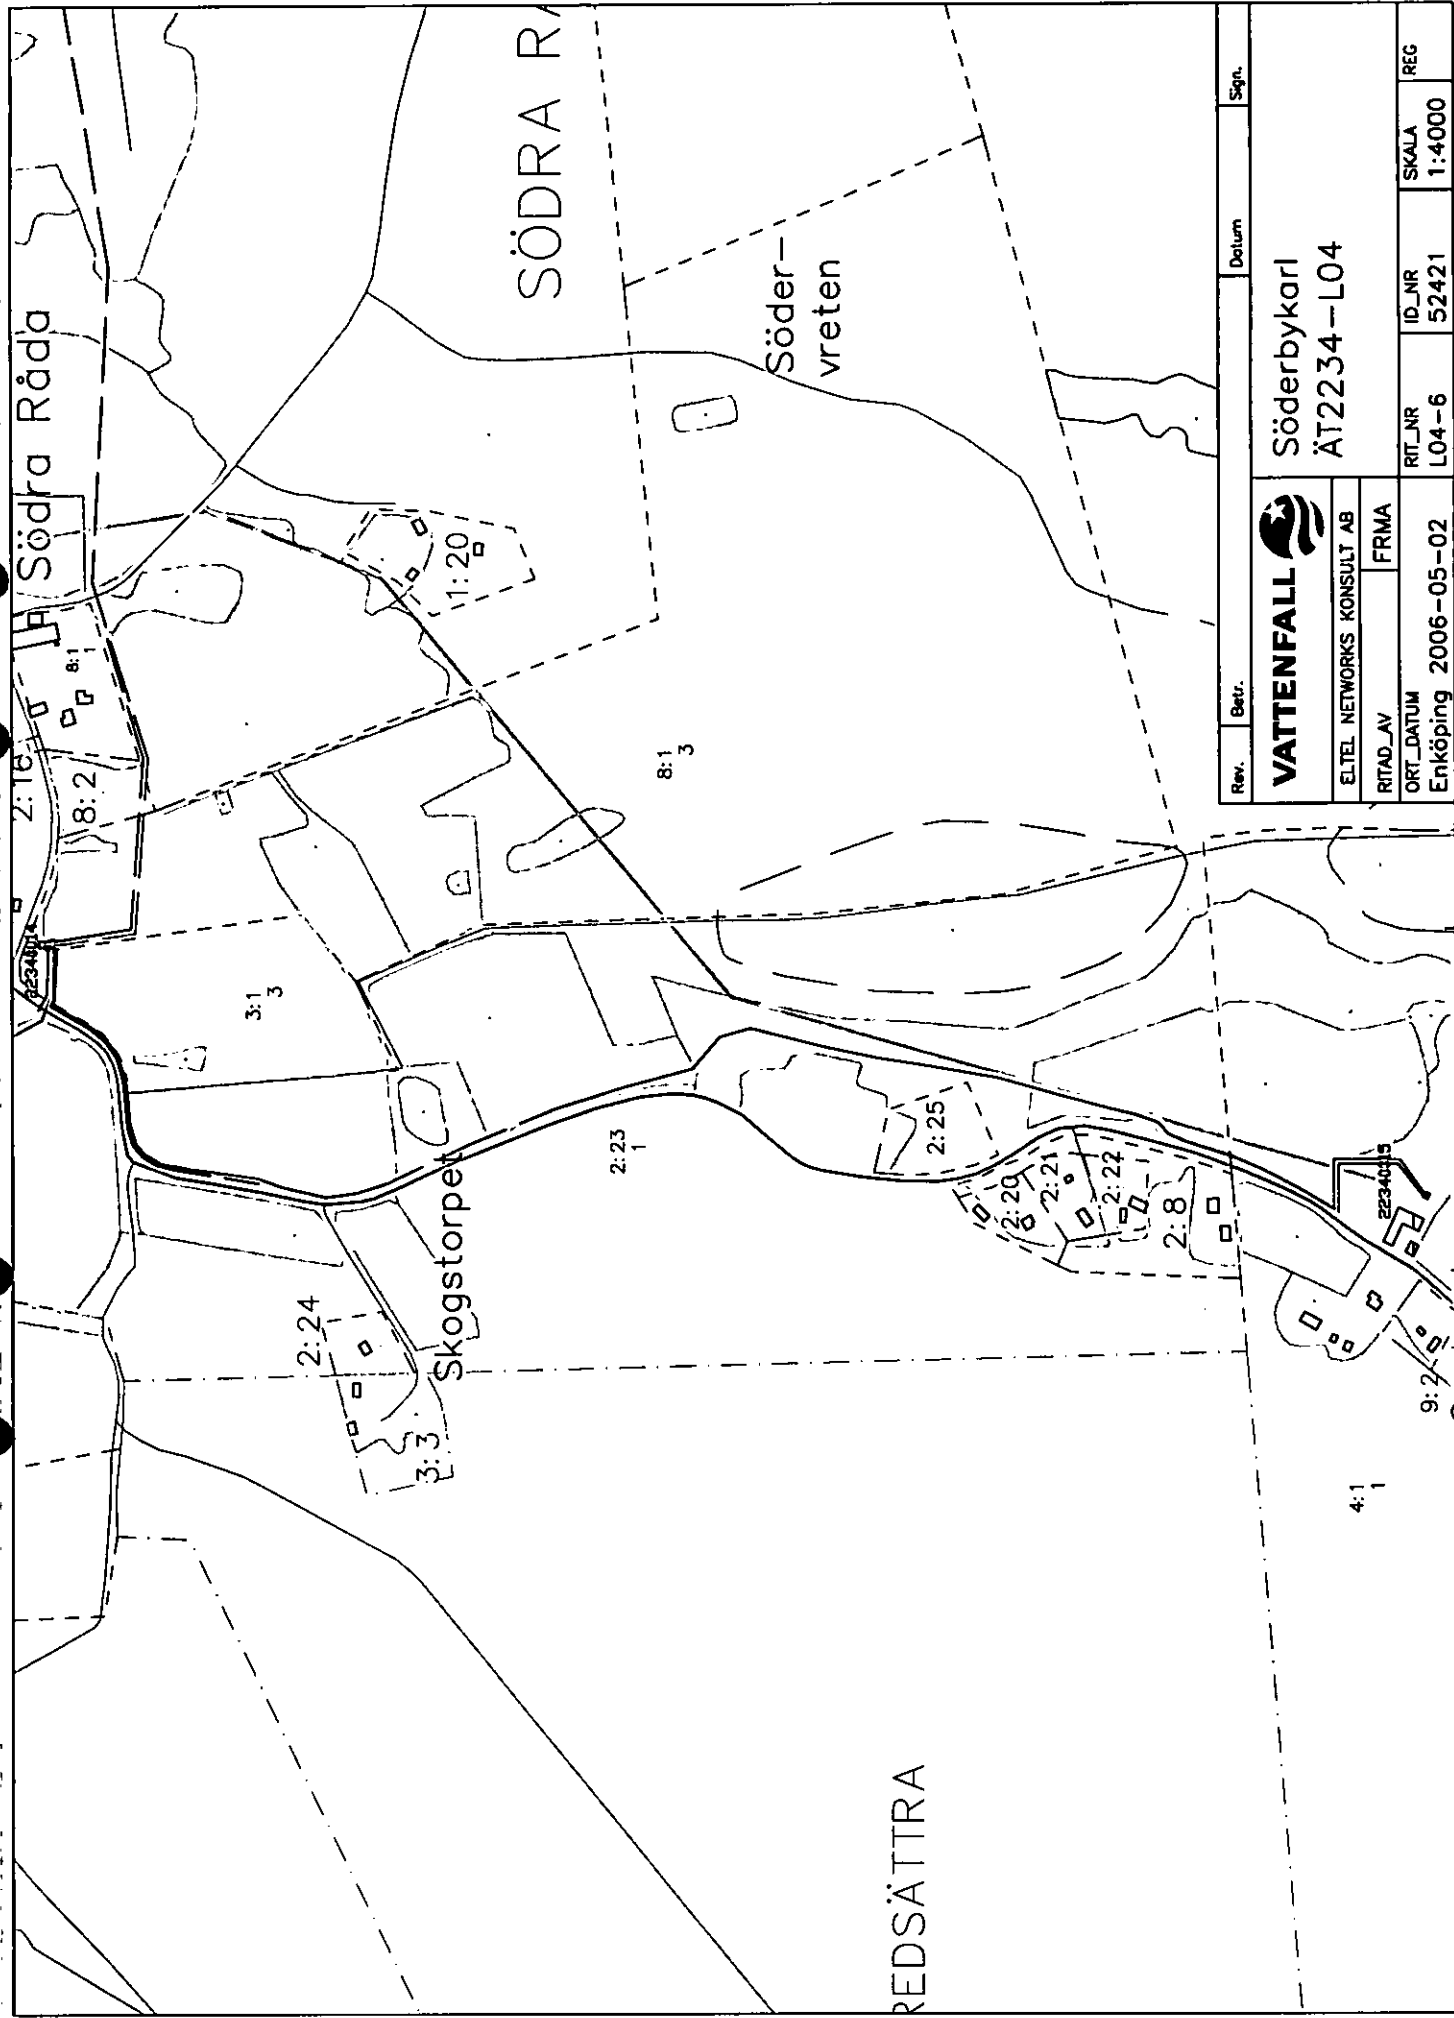 Södra Råda
SÖDRA R
Söder-
vreten
2:16
8:2
8:1
1:20
8:1
3
3:1
3
2:23
1
2:24
3:3
Skogstorpet
2:25
2:20
2:21
2:22
2:8
22340315
9:2
4:1
1
REDSÄTTRA
Rev. Betr. Datum Sign.
VATTENFALL
Söderbykarl
ÄT2234-L04
ELTEL NETWORKS KONSULT AB
RITAD_AV FRMA
ORT_DATUM RIT_NR ID_NR SKALA REG
Enköping 2006-05-02 L04-6 52421 1:4000